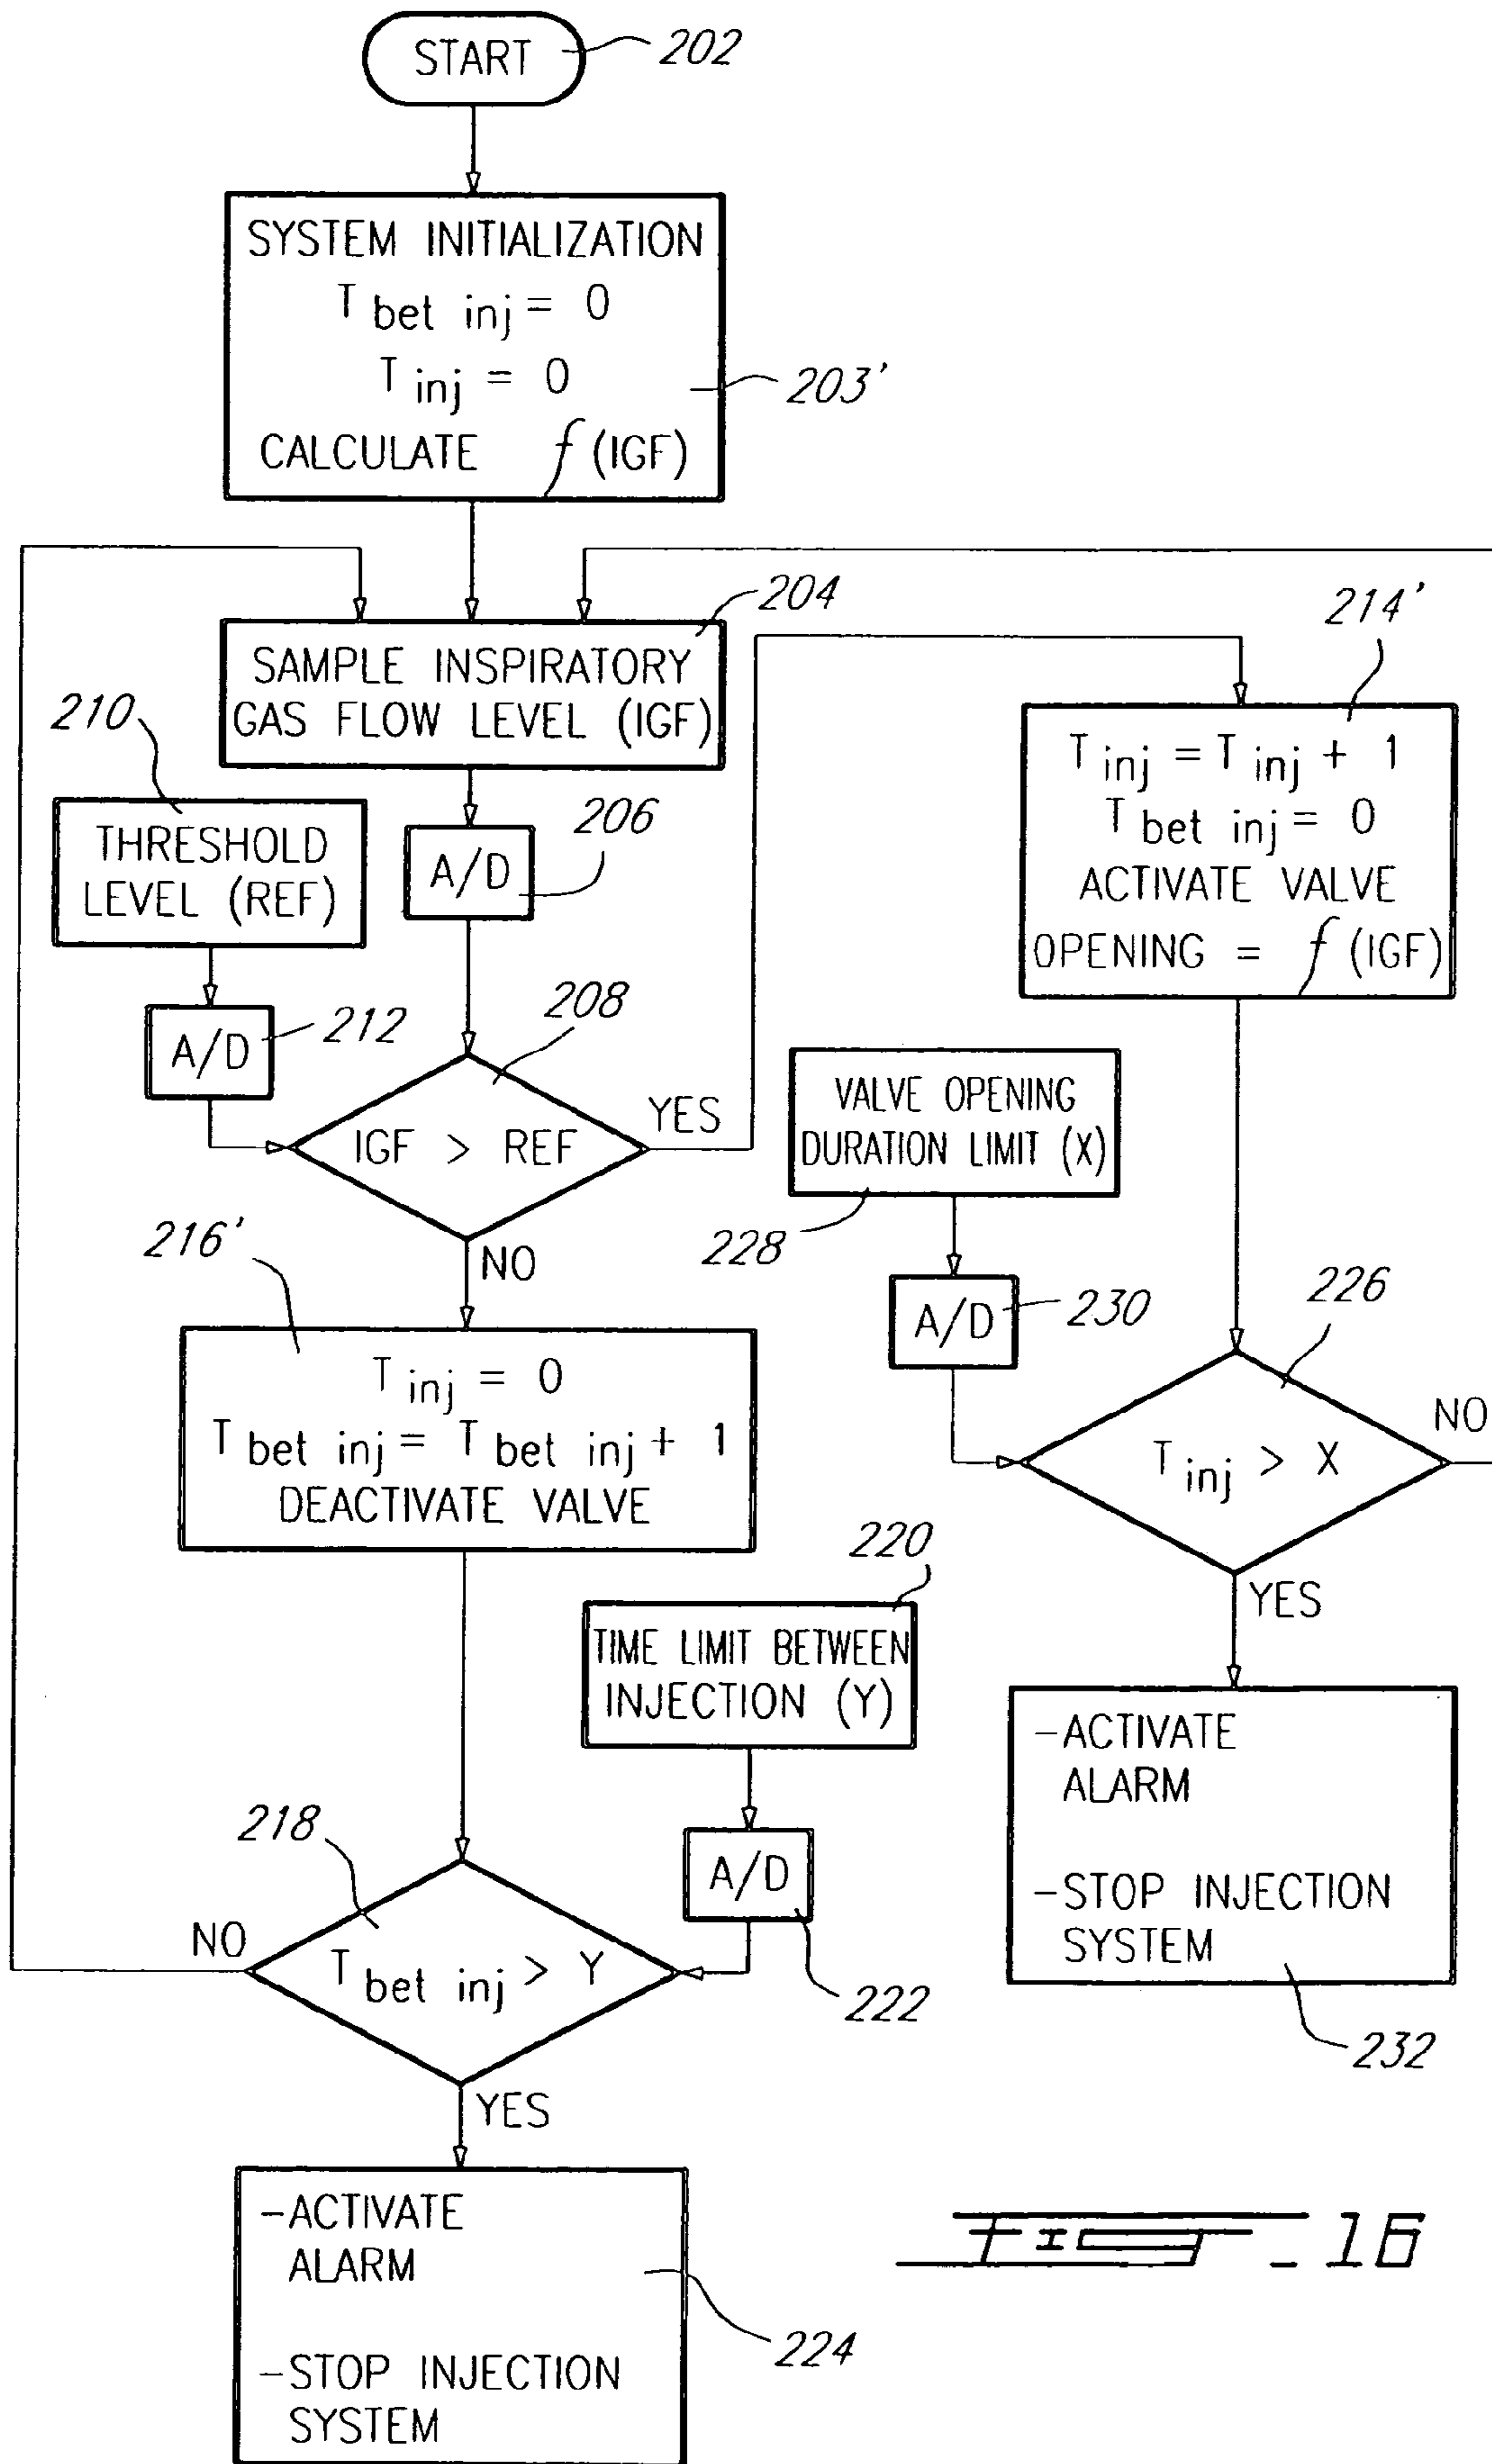 START
202
SYSTEM INITIALIZATION
T bet inj = 0
T inj = 0
CALCULATE f (IGF)
203'
204
SAMPLE INSPIRATORY
GAS FLOW LEVEL (IGF)
214'
T inj = T inj + 1
T bet inj = 0
ACTIVATE VALVE
OPENING = f (IGF)
210
THRESHOLD
LEVEL (REF)
206
A/D
A/D
212
208
IGF > REF
YES
NO
VALVE OPENING
DURATION LIMIT (X)
228
A/D
230
226
T inj > X
NO
YES
216'
T inj = 0
T bet inj = T bet inj + 1
DEACTIVATE VALVE
220
TIME LIMIT BETWEEN
INJECTION (Y)
A/D
222
218
T bet inj > Y
NO
YES
-ACTIVATE
ALARM
-STOP INJECTION
SYSTEM
232
-ACTIVATE
ALARM
-STOP INJECTION
SYSTEM
224
FIG - 16